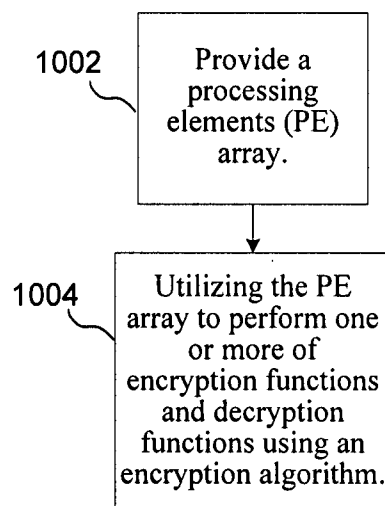 1002
Provide a
processing
elements (PE)
array.
1004
Utilizing the PE
array to perform one
or more of
encryption functions
and decryption
functions using an
encryption algorithm.